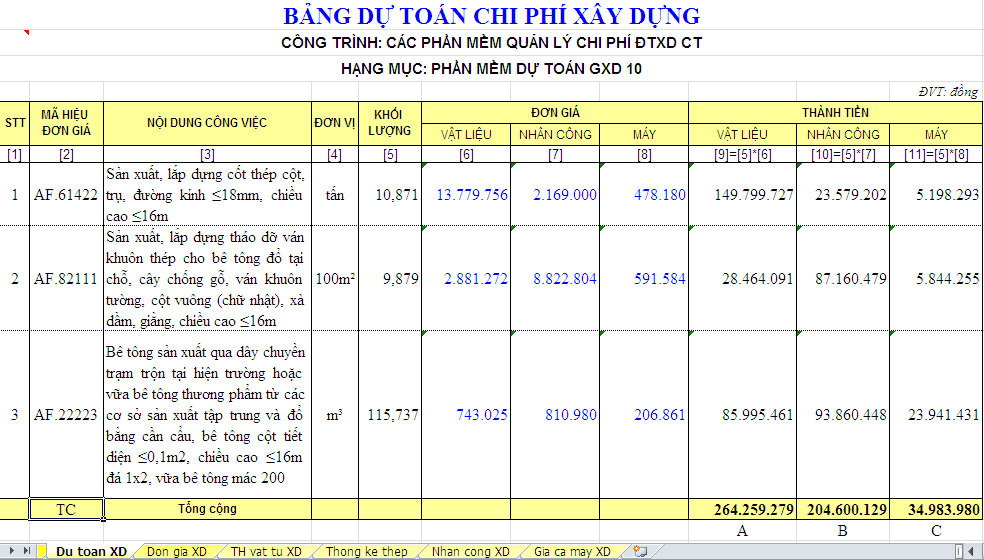 BẢNG DỰ TOÁN CHI PHÍ XÂY DỰNG
CÔNG TRÌNH: CÁC PHẦN MỀM QUẢN LÝ CHI PHÍ ĐTXD CT
HẠNG MỤC: PHẦN MỀM DỰ TOÁN GXD 10
ĐVT: đồng
STT MÃ HIỆU ĐƠN GIÁ NỘI DUNG CÔNG VIỆC ĐƠN VỊ KHỐI LƯỢNG ĐƠN GIÁ THÀNH TIỀN
VẬT LIỆU NHÂN CÔNG MÁY VẬT LIỆU NHÂN CÔNG MÁY
[1] [2] [3] [4] [5] [6] [7] [8] [9]=[5]*[6] [10]=[5]*[7] [11]=[5]*[8]
Sản xuất, lắp dựng cốt thép cột,
1 AF.61422 trụ, đường kính ≤18mm, chiều tấn 10,871 13.779.756 2.169.000 478.180 149.799.727 23.579.202 5.198.293
cao ≤16m
Sản xuất, lắp dựng tháo dỡ ván
khuôn thép cho bê tông đổ tại
2 AF.82111 chỗ, cây chống gỗ, ván khuôn 100m² 9,879 2.881.272 8.822.804 591.584 28.464.091 87.160.479 5.844.255
tường, cột vuông (chữ nhật), xà
dầm, giằng, chiều cao ≤16m
Bê tông sản xuất qua dây chuyền
trạm trộn tại hiện trường hoặc
vữa bê tông thương phẩm từ các
3 AF.22223 cơ sở sản xuất tập trung và đổ m³ 115,737 743.025 810.980 206.861 85.995.461 93.860.448 23.941.431
bằng cần cẩu, bê tông cột tiết
diện ≤0,1m2, chiều cao ≤16m
đá 1x2, vữa bê tông mác 200
TC Tổng cộng 264.259.279 204.600.129 34.983.980
A B C
Du toan XD Don gia XD TH vat tu XD Thong ke thep Nhan cong XD Gia ca may XD